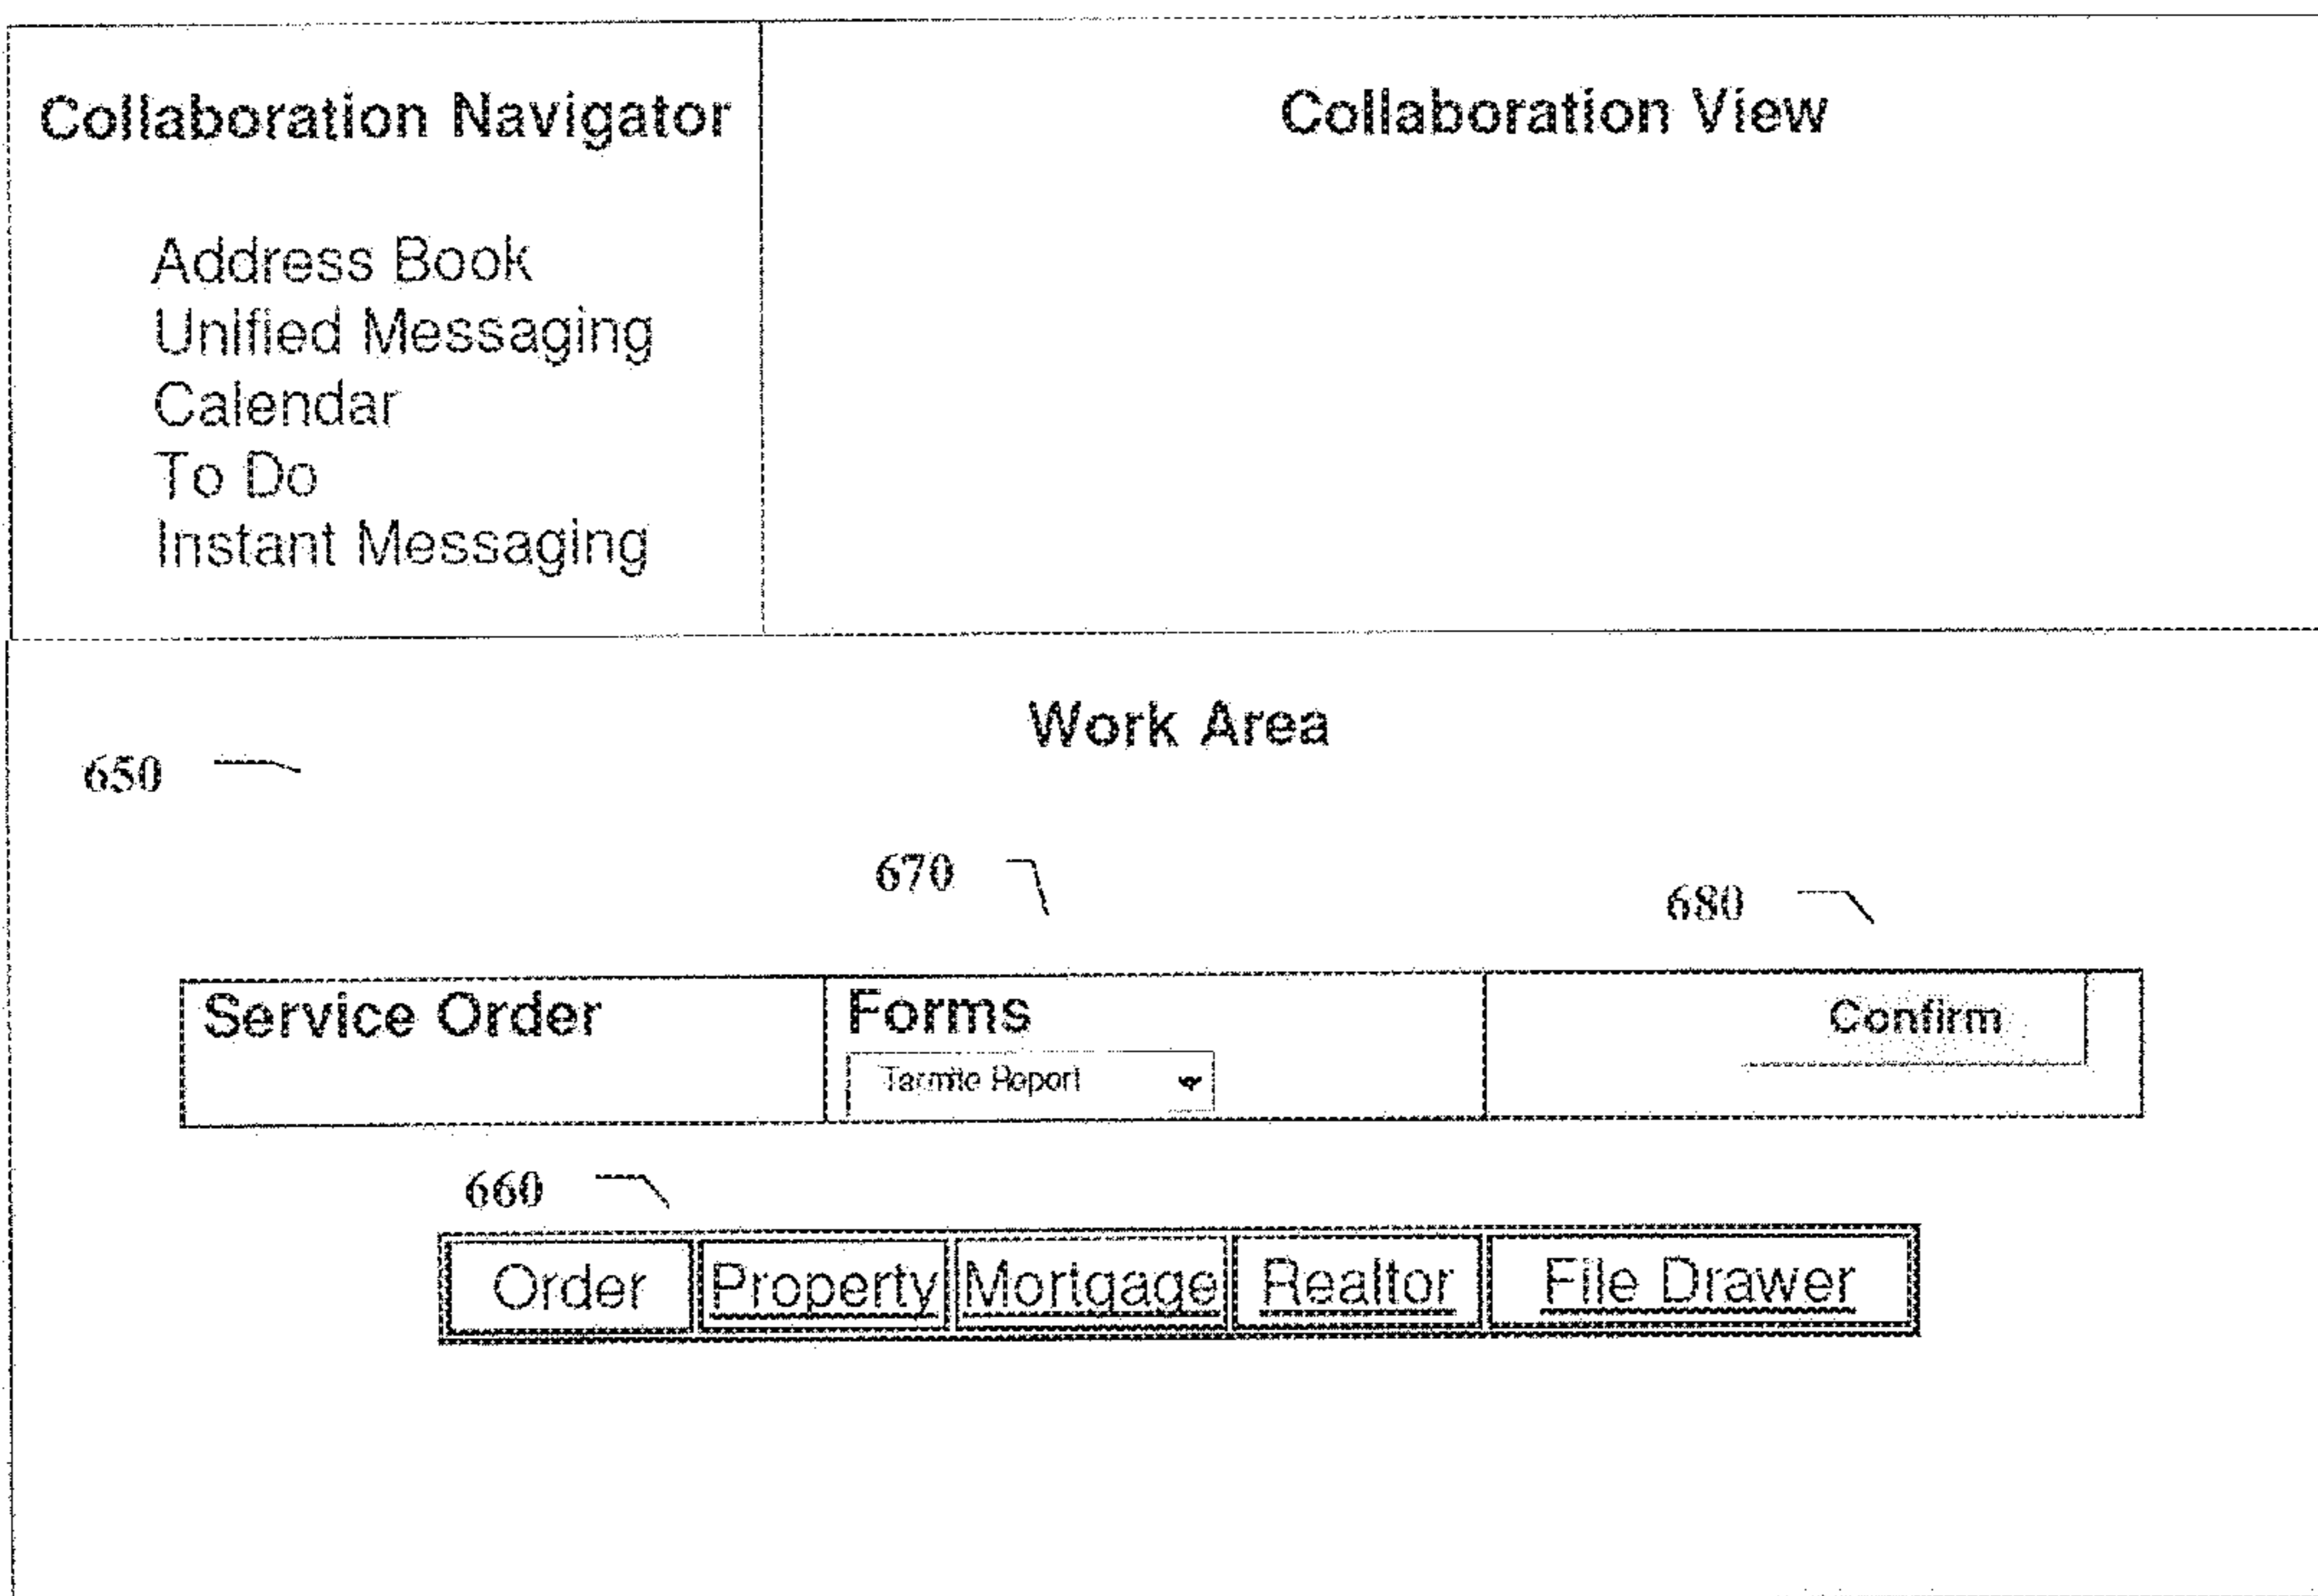 Collaboration Navigator
Address Book
Unified Messaging
Calendar
To Do
Instant Messaging
Collaboration View
Work Area
650
670
680
Service Order
Forms
Tarmite Report
Confirm
660
Order Property Mortgage Realtor File Drawer